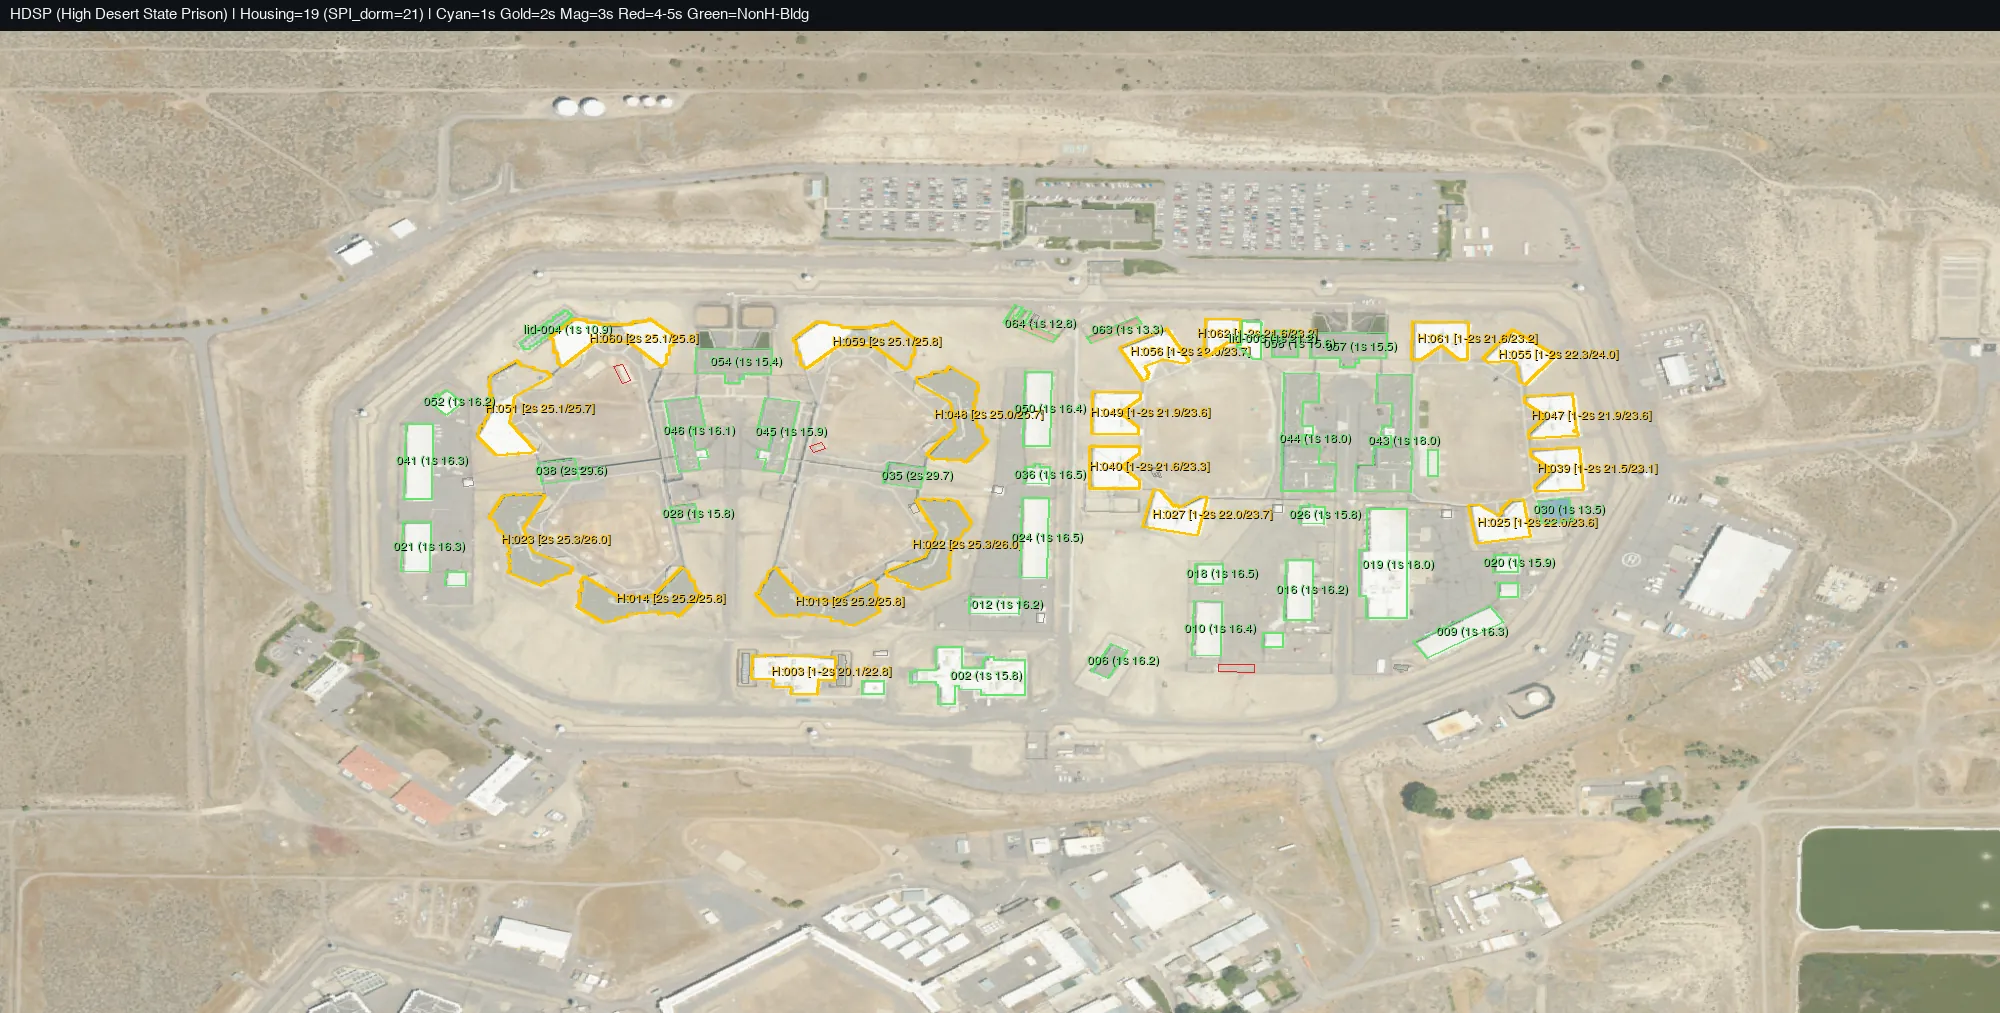 HDSP (High Desert State Prison) | Housing=19 (SPI_dorm=21) | Cyan=1s Gold=2s Mag=3s Red=4-5s Green=NonH-Bldg
lid-004 (1s 10.9)
H:060 [2s 25.1/25.8]
H:059 [2s 25.1/25.8]
064 (1s 12.8)
063 (1s 13.3)
H:062 [1-2s 21.6/23.2]
H:061 [1-2s 21.6/23.2]
057 (1s 15.5)
H:056 [1-2s
H:055 [1-2s 22.3/24.0]
054 (1s 15.4)
052 (1s 16.2)
H:051 [2s 25.1/25.7]
H:048 [2s 25.0/25.7]
050 (1s 16.4)
H:049 [1-2s 21.9/23.6]
H:047 [1-2s 21.9/23.6]
046 (1s 16.1)
045 (1s 15.9)
044 (1s 18.0)
043 (1s 18.0)
041 (1s 16.3)
038 (2s 29.6)
035 (2s 29.7)
036 (1s 16.5)
H:040 [1-2s 21.6/23.3]
H:039 [1-2s 21.5/23.1]
028 (1s 15.8)
H:027 [1-2s 22.0/23.7]
026 (1s 15.8)
030 (1s 13.5)
H:025 [1-2s 22.0/23.6]
H:023 [2s 25.3/26.0]
H:022 [2s 25.3/26.0]
024 (1s 16.5)
021 (1s 16.3)
018 (1s 16.5)
019 (1s 18.0)
020 (1s 15.9)
016 (1s 16.2)
H:014 [2s 25.2/25.8]
H:013 [2s 25.2/25.8]
012 (1s 16.2)
010 (1s 16.4)
009 (1s 16.3)
006 (1s 16.2)
H:003 [1-2s 20.1/22.8]
002 (1s 15.8)